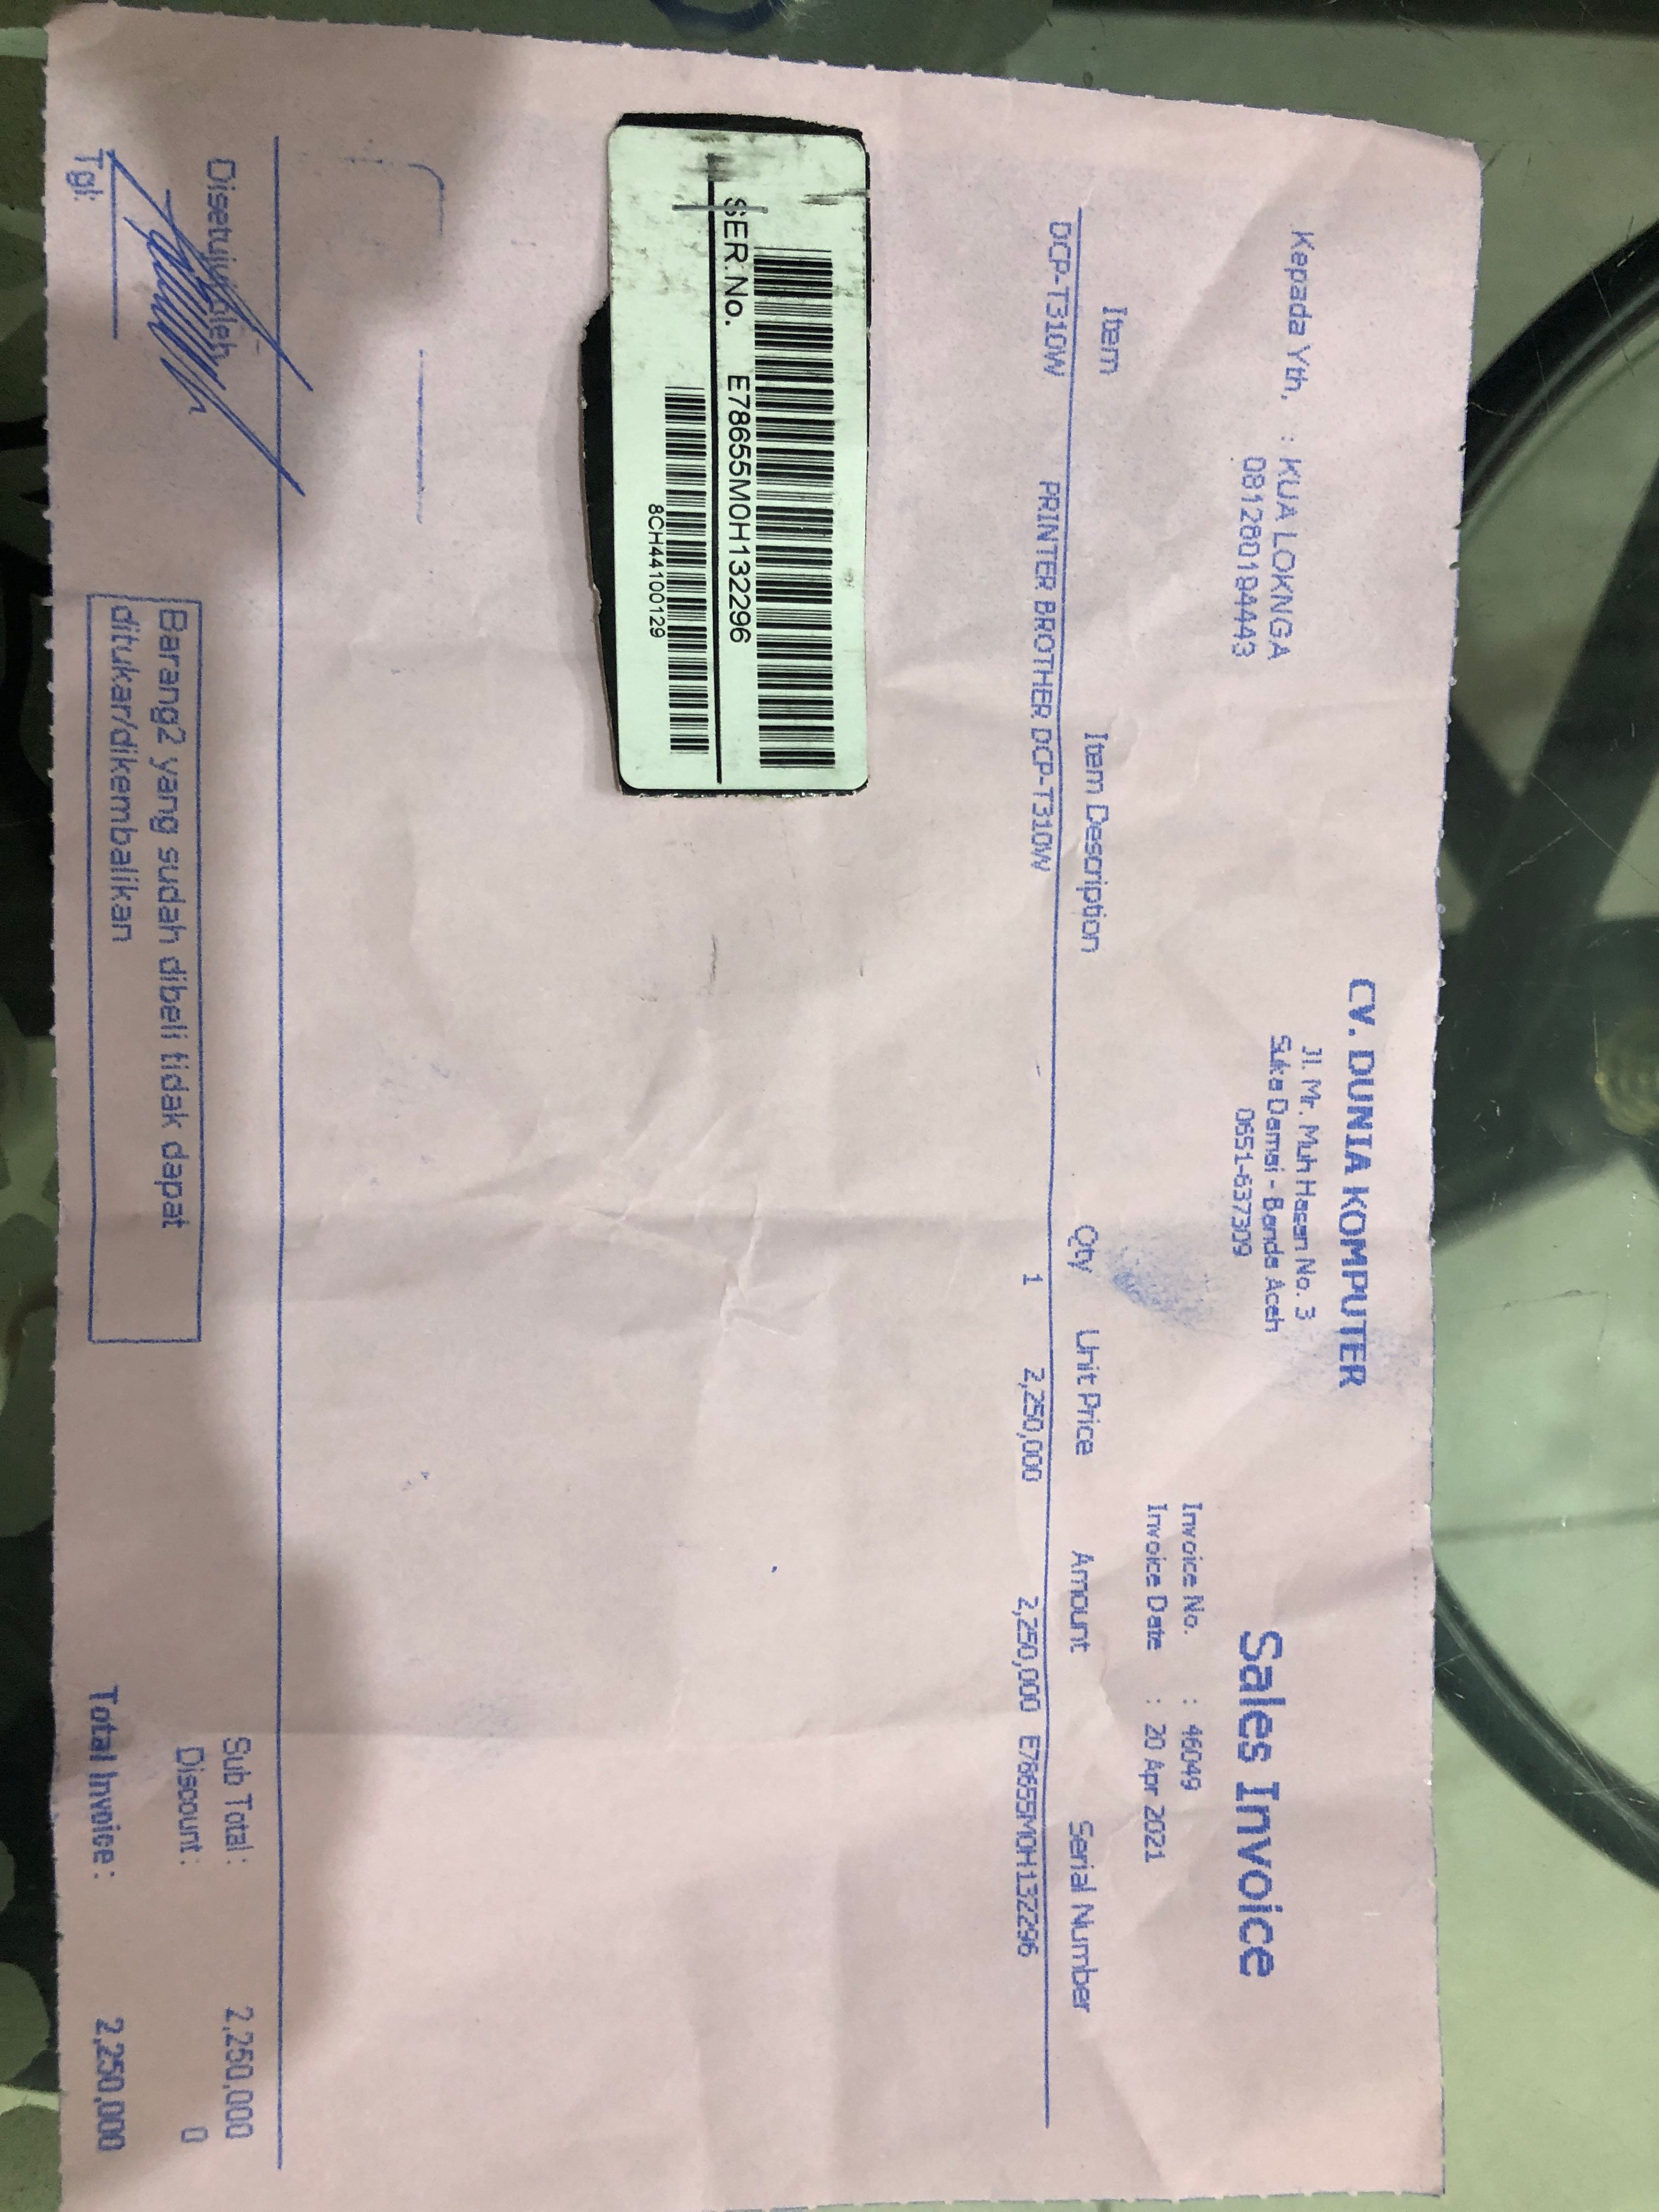 CV. DUNIA KOMPUTER
Jl. Mr. Muh Hasan No. 3
Suka Damai - Banda Aceh
0651-637309
Sales Invoice
Kepada Yth, : KUA LOKNGA
081280194443
Invoice No. : 46049
Invoice Date : 20 Apr 2021
Item Item Description Qty Unit Price Amount Serial Number
DCP-T310W PRINTER BROTHER DCP-T310W 1 2,250,000 2,250,000 E78655M0H132296
SER.No. E78655M0H132296
8CH44100129
Disetujui oleh
Tgl:
Barang2 yang sudah dibeli tidak dapat
ditukar/dikembalikan
Sub Total : 2,250,000
Discount : 0
Total Invoice : 2,250,000